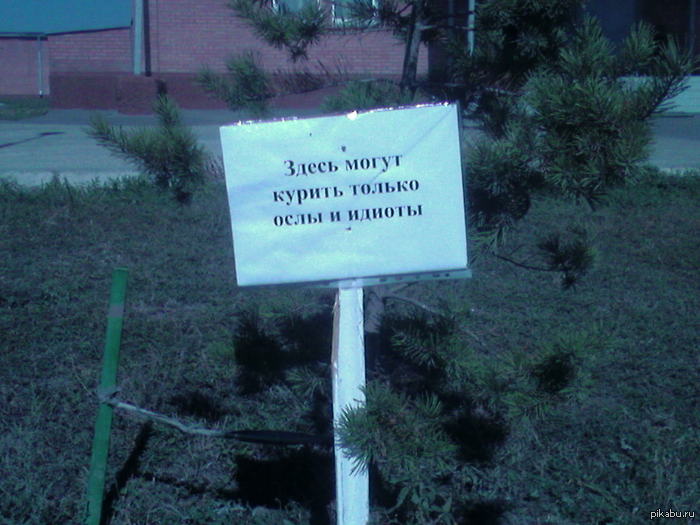 Здесь могут
курить только
ослы и идиоты
pikabu.ru